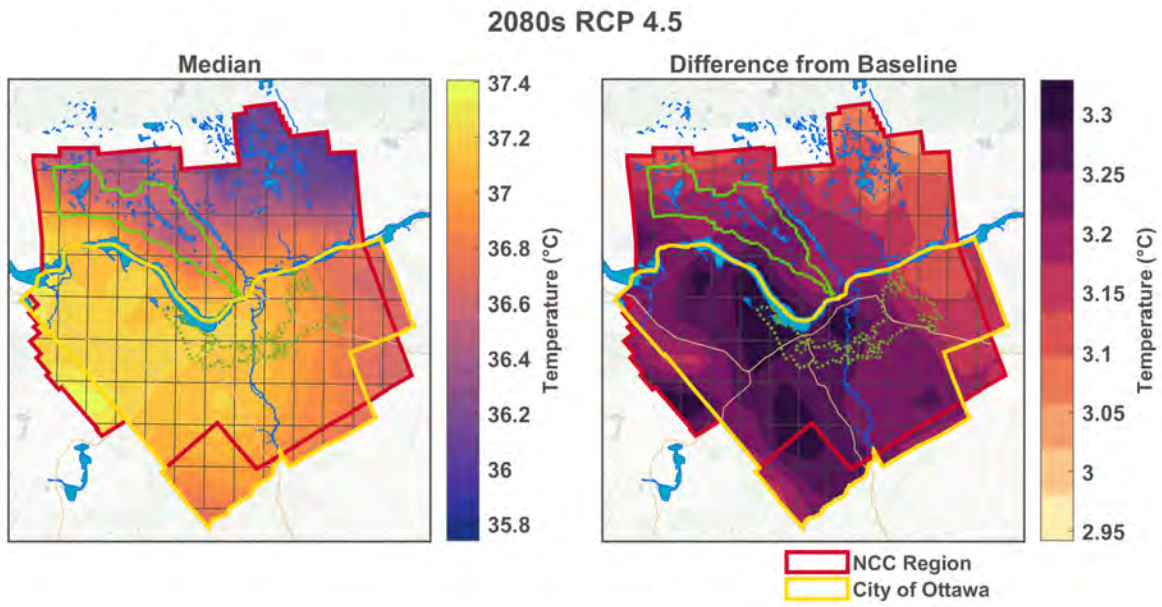 2080s RCP 4.5
Median
Difference from Baseline
37.4
37.2
37
36.8
36.6
36.4
36.2
36
35.8
Temperature (°C)
3.3
3.25
3.2
3.15
3.1
3.05
3
2.95
Temperature (°C)
NCC Region
City of Ottawa